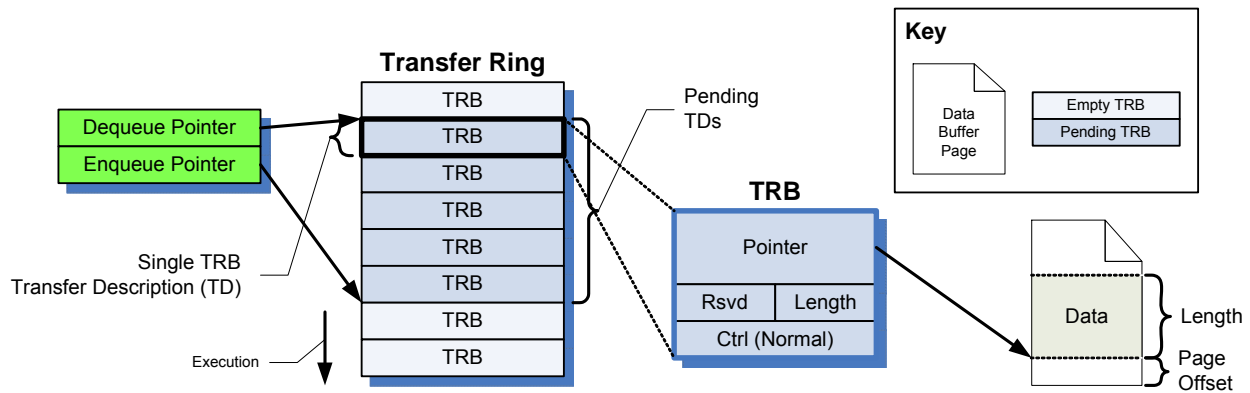 Transfer Ring
TRB
TRB
TRB
TRB
TRB
TRB
TRB
TRB
Dequeue Pointer
Enqueue Pointer
Single TRB
Transfer Description (TD)
Execution
Pending
TDs
TRB
Pointer
Rsvd
Length
Ctrl (Normal)
Key
Data
Buffer
Page
Empty TRB
Pending TRB
Data
Length
Page
Offset